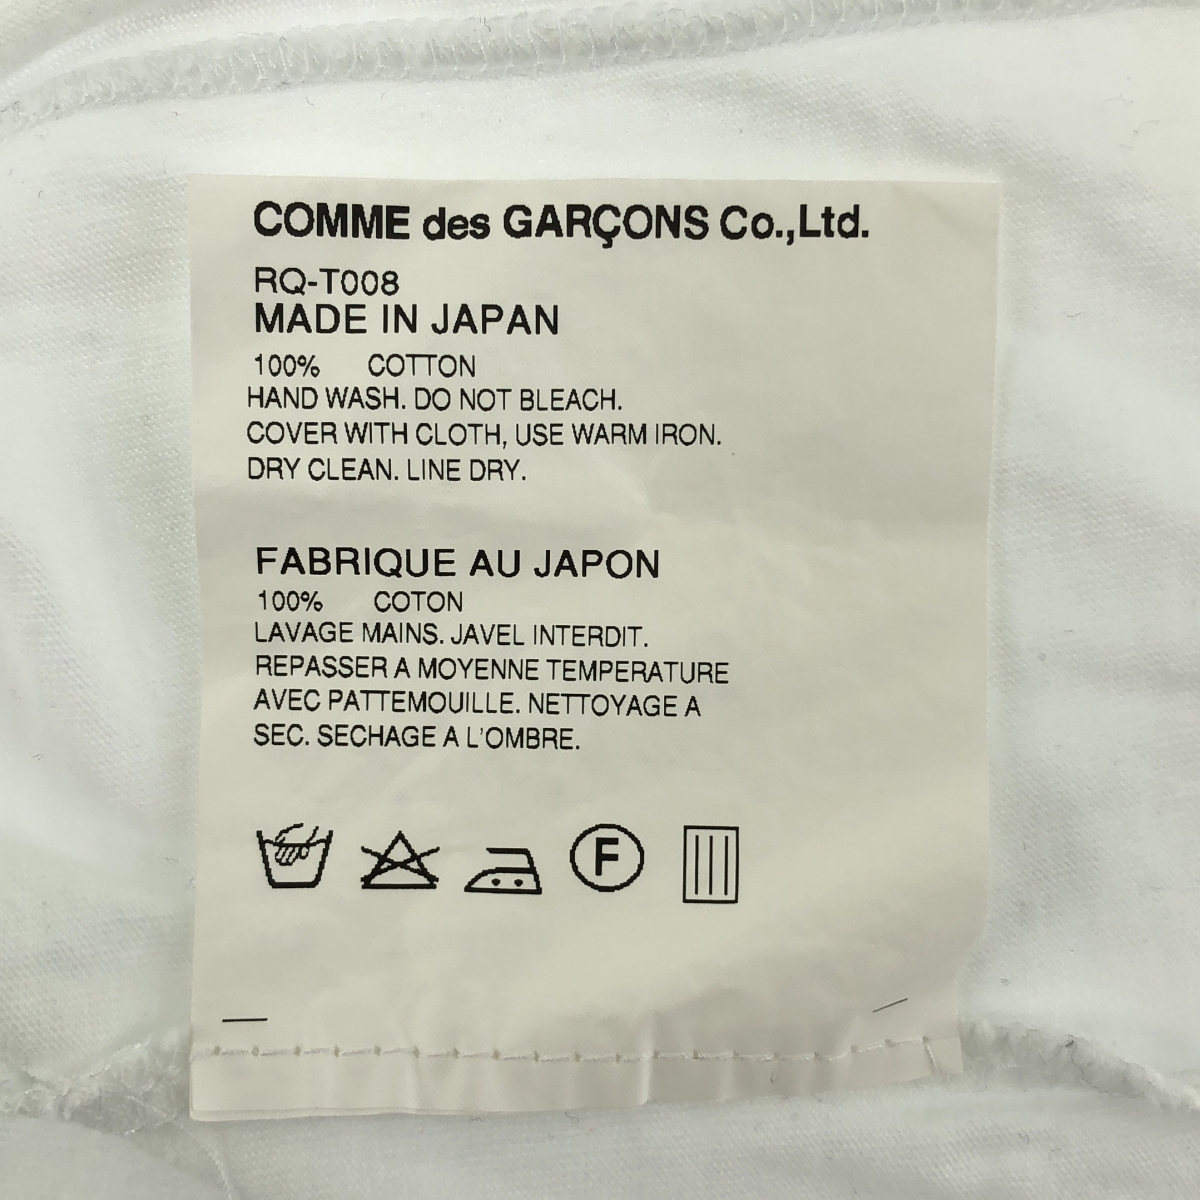 COMME des GARÇONS Co.,Ltd.
RQ-T008
MADE IN JAPAN
100% COTTON
HAND WASH. DO NOT BLEACH.
COVER WITH CLOTH, USE WARM IRON.
DRY CLEAN. LINE DRY.
FABRIQUE AU JAPON
100% COTON
LAVAGE MAINS. JAVEL INTERDIT.
REPASSER A MOYENNE TEMPERATURE
AVEC PATTEMOUILLE. NETTOYAGE A
SEC. SECHAGE A L'OMBRE.
F